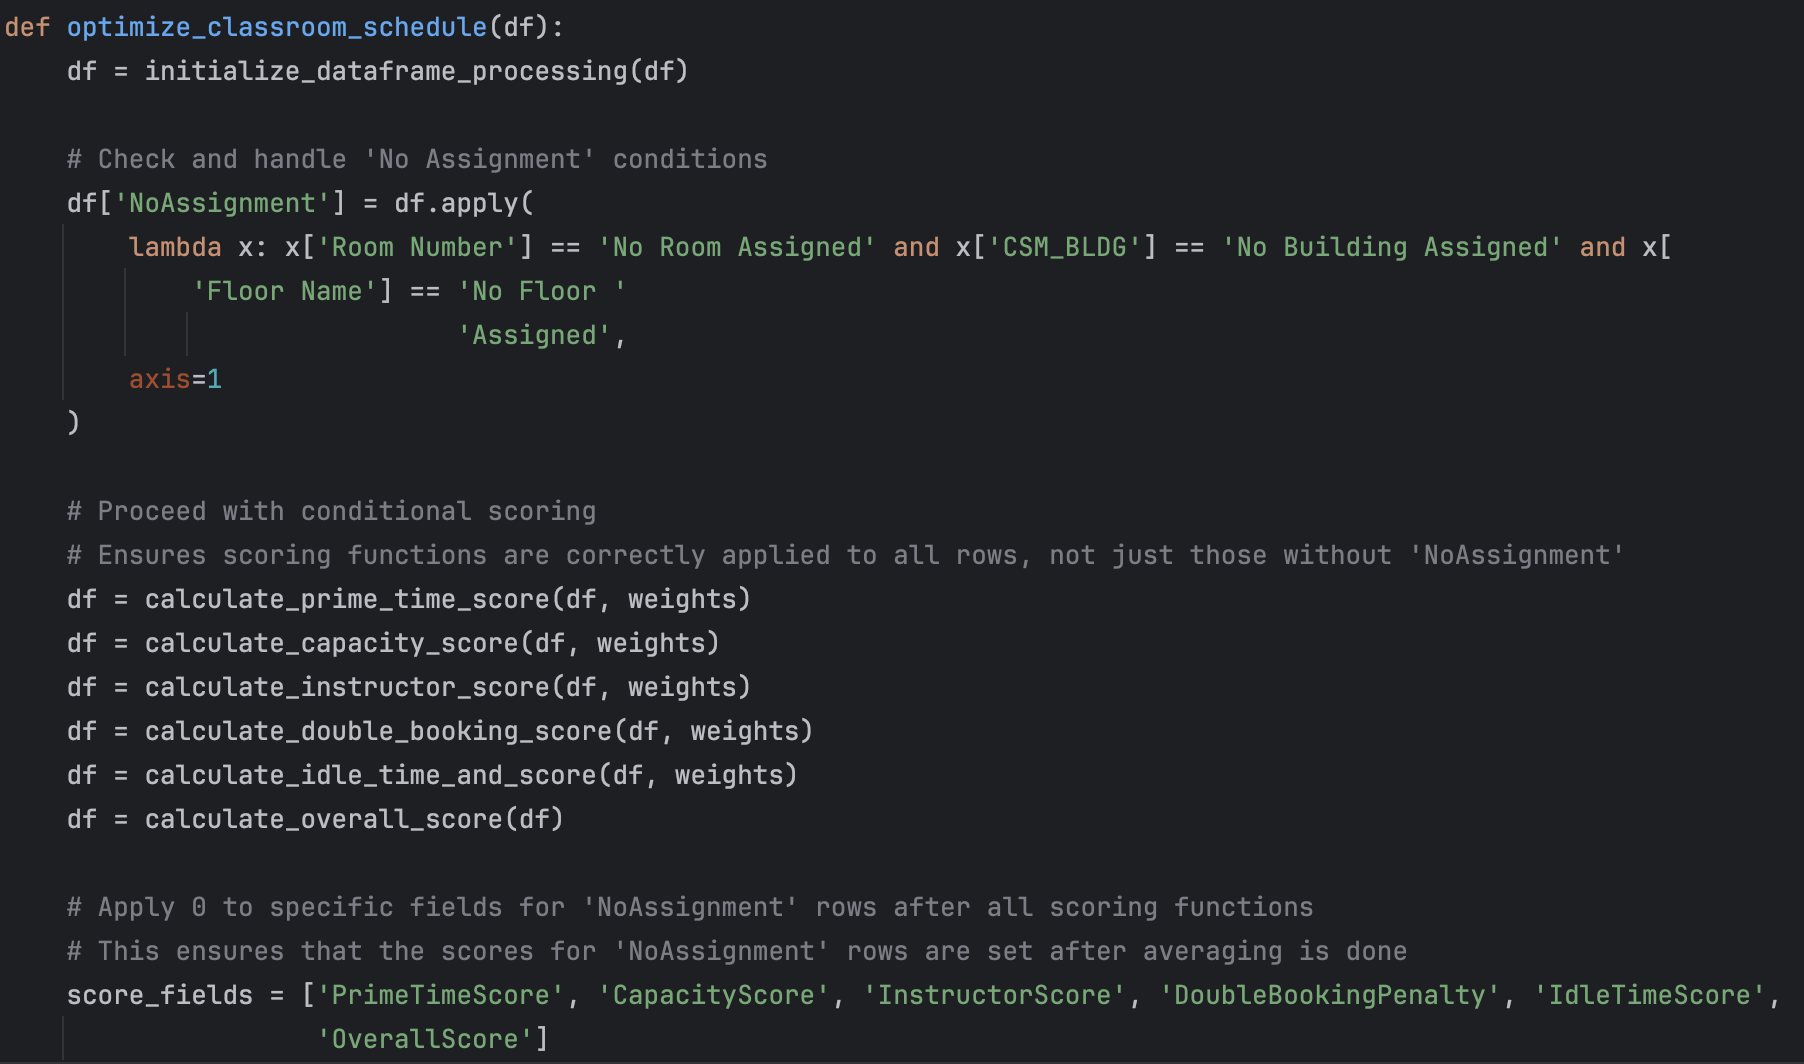 def optimize_classroom_schedule(df):
    df = initialize_dataframe_processing(df)

    # Check and handle 'No Assignment' conditions
    df['NoAssignment'] = df.apply(
        lambda x: x['Room Number'] == 'No Room Assigned' and x['CSM_BLDG'] == 'No Building Assigned' and x[
            'Floor Name'] == 'No Floor '
                             'Assigned',
        axis=1
    )

    # Proceed with conditional scoring
    # Ensures scoring functions are correctly applied to all rows, not just those without 'NoAssignment'
    df = calculate_prime_time_score(df, weights)
    df = calculate_capacity_score(df, weights)
    df = calculate_instructor_score(df, weights)
    df = calculate_double_booking_score(df, weights)
    df = calculate_idle_time_and_score(df, weights)
    df = calculate_overall_score(df)

    # Apply 0 to specific fields for 'NoAssignment' rows after all scoring functions
    # This ensures that the scores for 'NoAssignment' rows are set after averaging is done
    score_fields = ['PrimeTimeScore', 'CapacityScore', 'InstructorScore', 'DoubleBookingPenalty', 'IdleTimeScore',
                    'OverallScore']